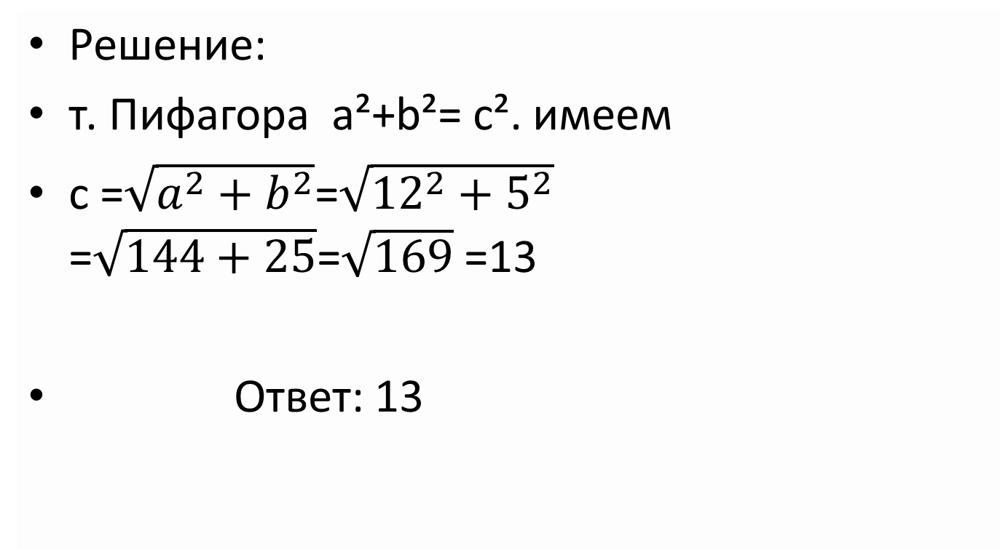 • Решение:
• т. Пифагора a²+b²= c². имеем
• c =√(a² + b²)=√(12² + 5²)
=√(144 + 25)=√169 =13
• Ответ: 13